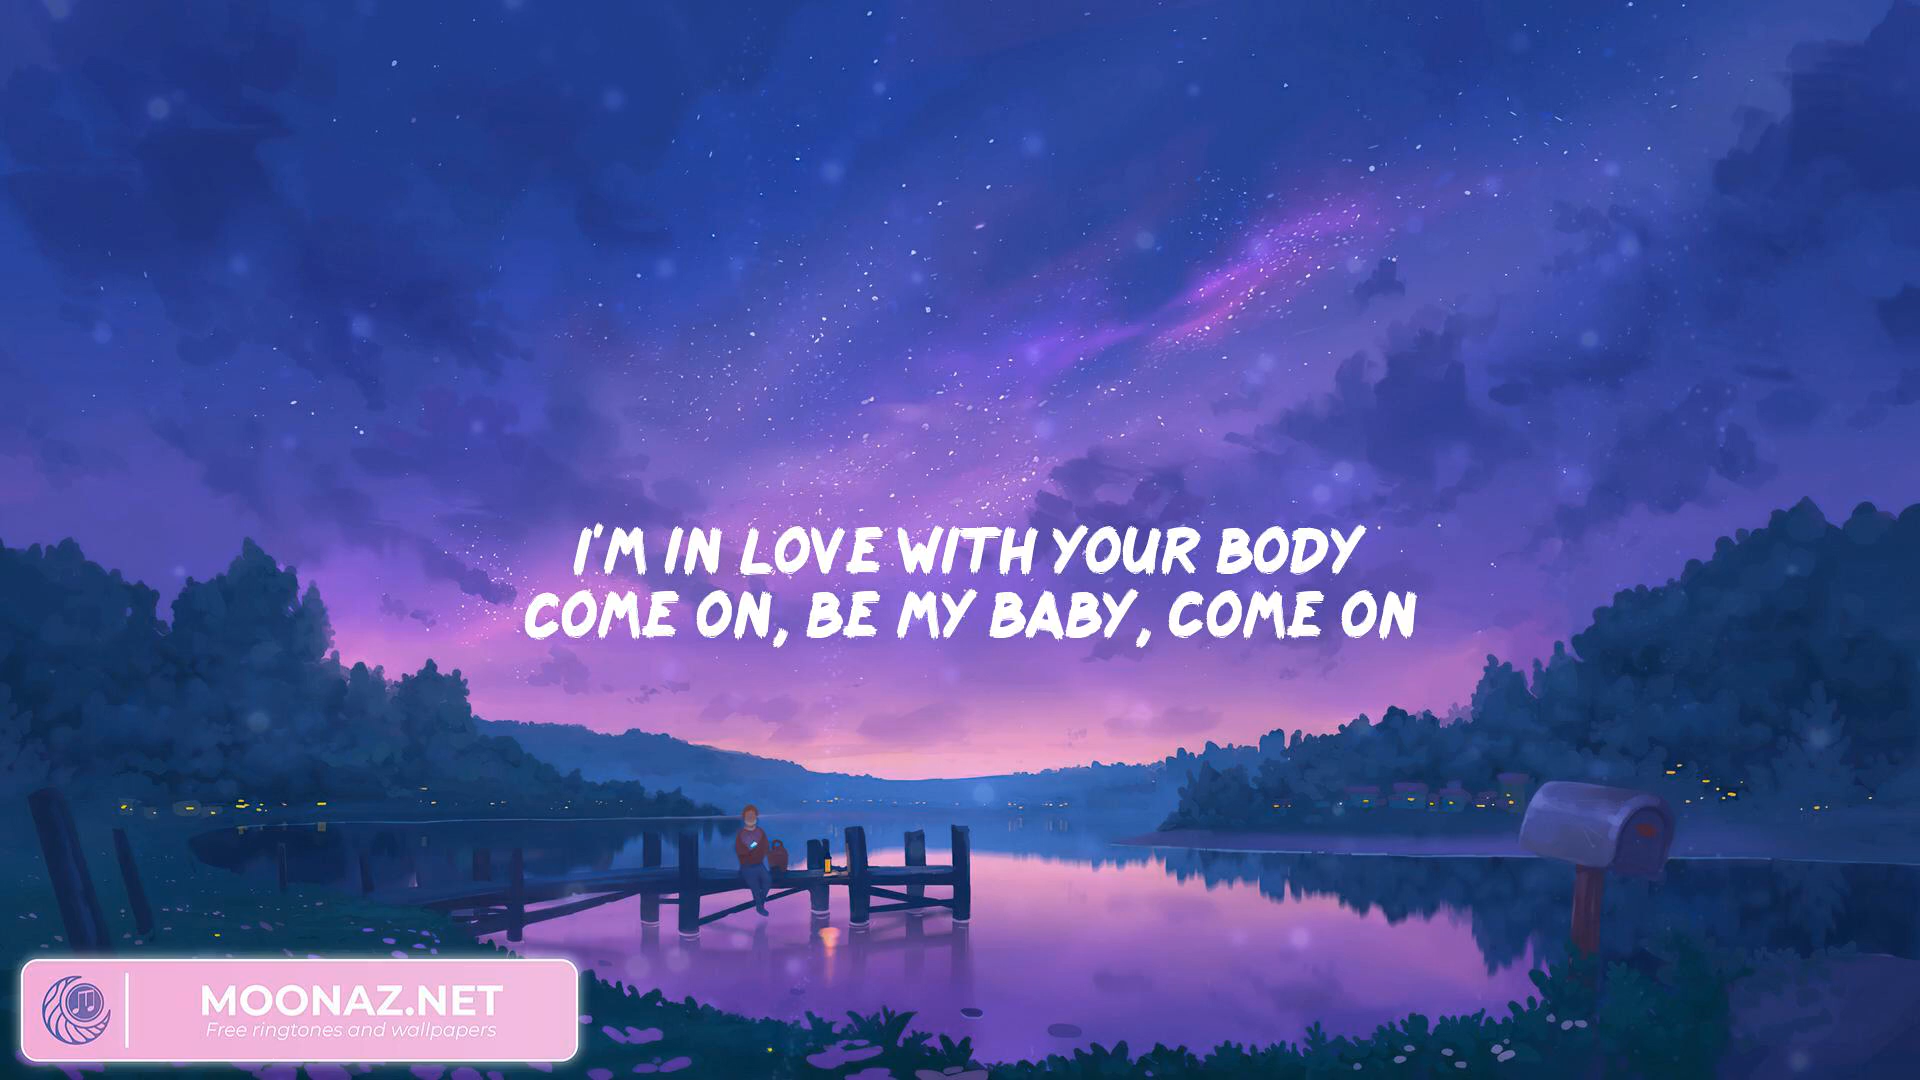 I'M IN LOVE WITH YOUR BODY
COME ON, BE MY BABY, COME ON
MOONAZ.NET
Free ringtones and wallpapers